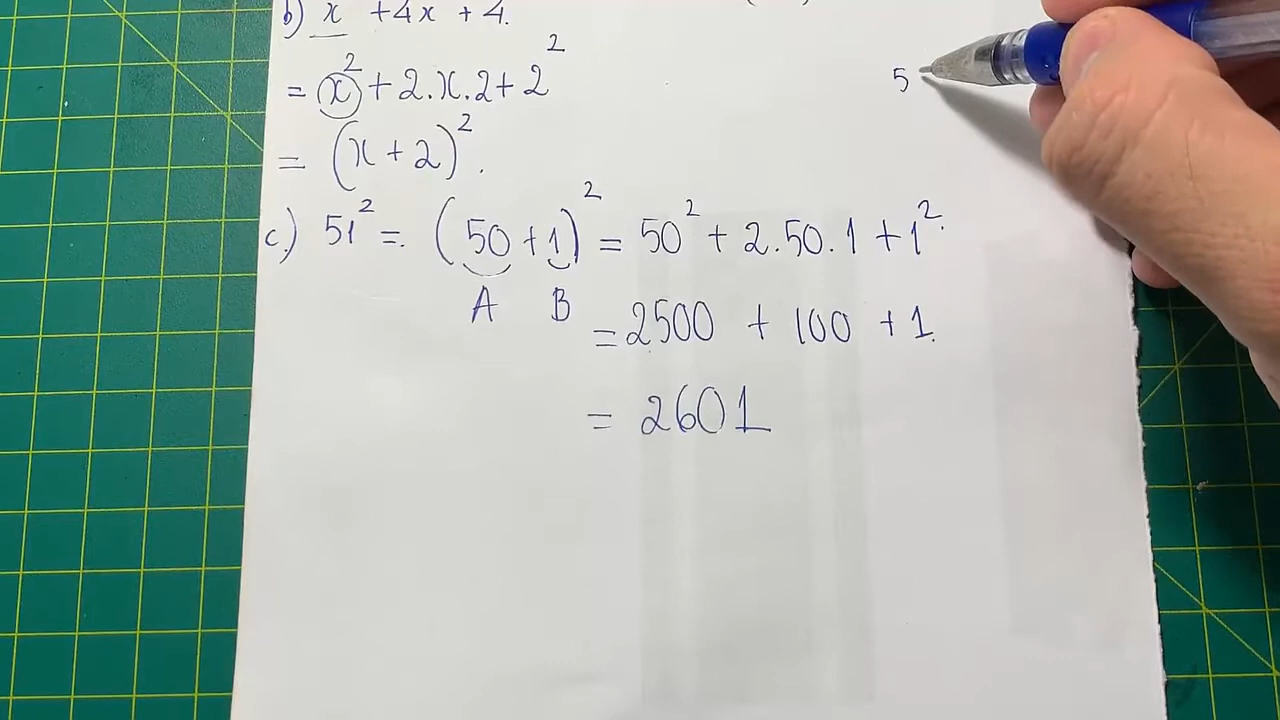 b) x + 4x + 4.
= x² + 2.x.2 + 2²
5
= (x + 2)².
c.) 51² = (50 + 1)² = 50² + 2.50.1 + 1².
A B
= 2500 + 100 + 1.
= 2601